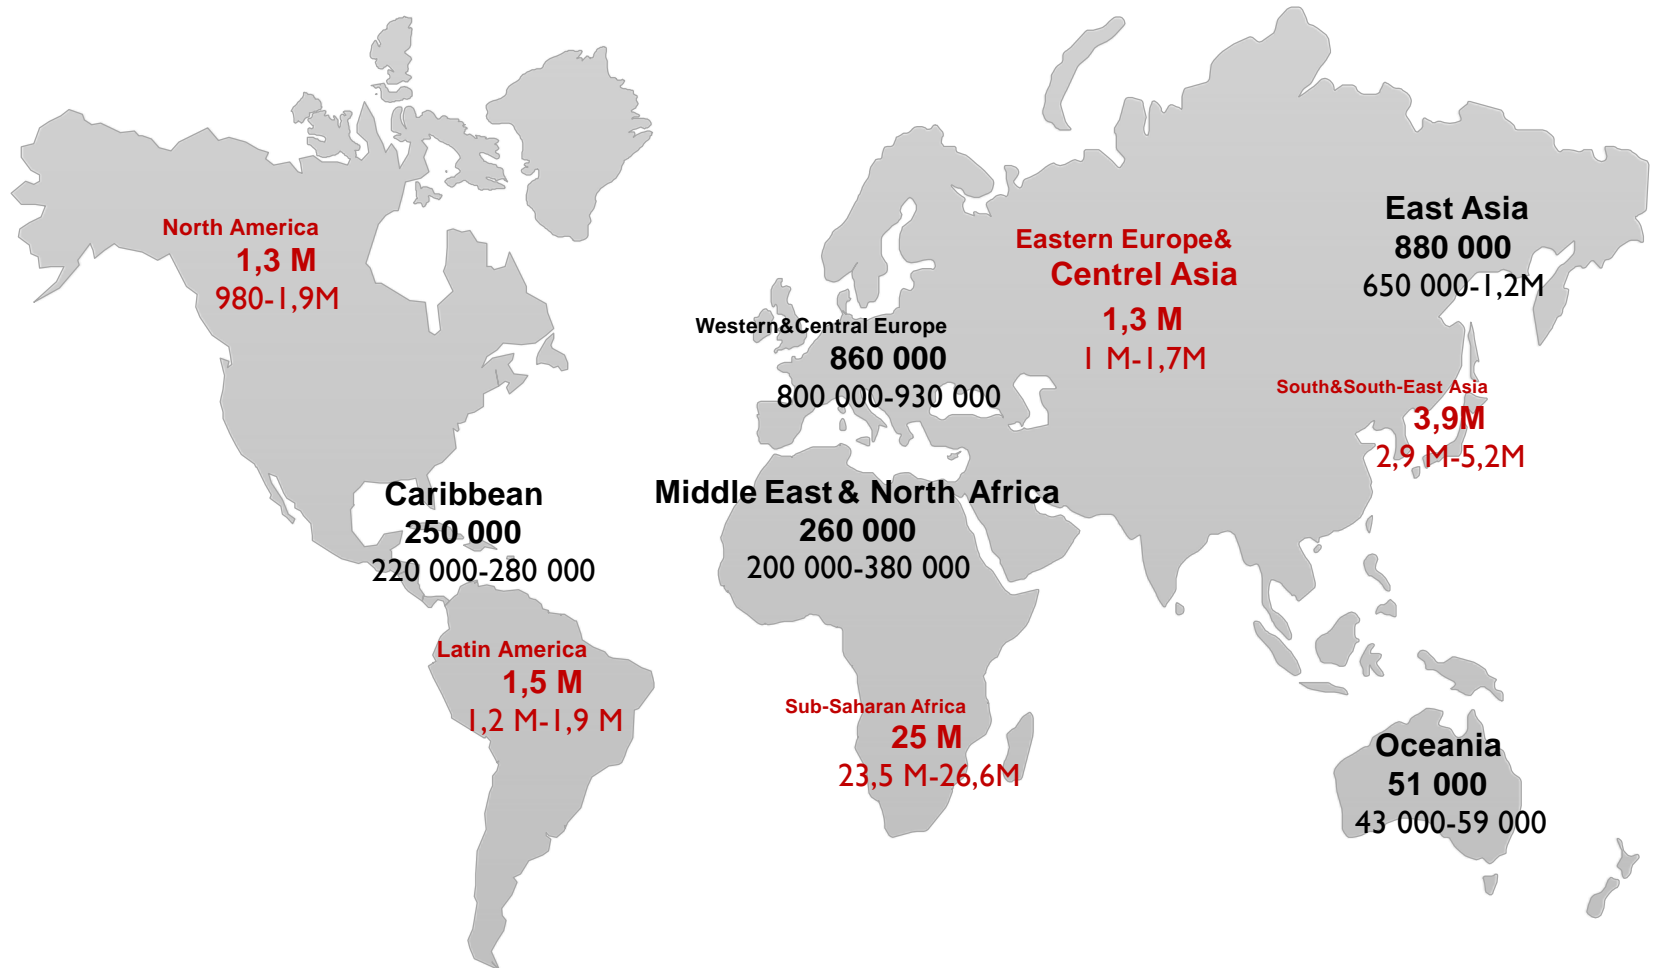 North America
1,3 M
980-1,9M
Eastern Europe&
Centrel Asia
1,3 M
1 M-1,7M
East Asia
880 000
650 000-1,2M
Western&Central Europe
860 000
800 000-930 000
South&South-East Asia
3,9M
2,9 M-5,2M
Caribbean
250 000
220 000-280 000
Middle East & North Africa
260 000
200 000-380 000
Latin America
1,5 M
1,2 M-1,9 M
Sub-Saharan Africa
25 M
23,5 M-26,6M
Oceania
51 000
43 000-59 000